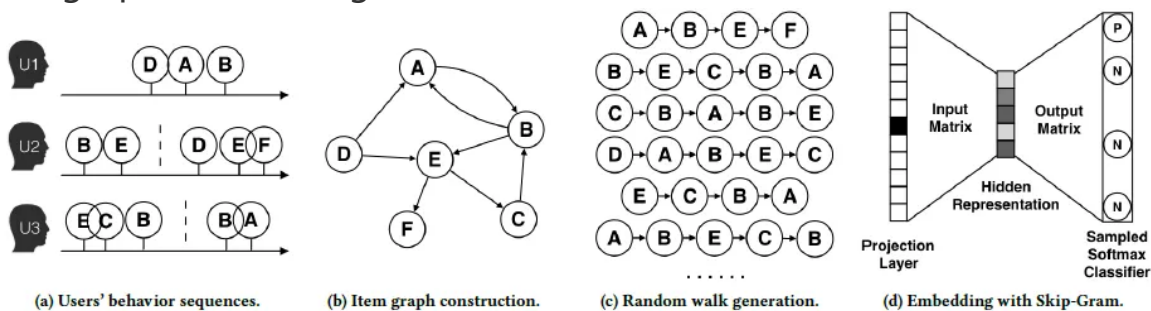 U1
D A B
U2
B E D E F
U3
E C B B A
(a) Users' behavior sequences.
A
B
D
E
F
C
(b) Item graph construction.
A B E F
B E C B A
C B A B E
D A B E C
E C B A
A B E C B
......
(c) Random walk generation.
P
N
Input
Matrix
Output
Matrix
N
Hidden
Representation
N
Projection
Layer
Sampled
Softmax
Classifier
(d) Embedding with Skip-Gram.